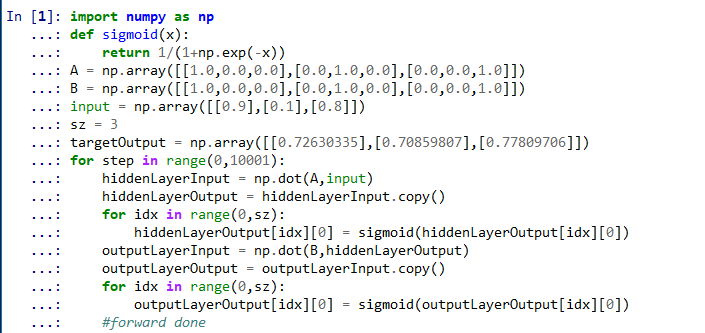 In [1]: import numpy as np
   ...: def sigmoid(x):
   ...:     return 1/(1+np.exp(-x))
   ...: A = np.array([[1.0,0.0,0.0],[0.0,1.0,0.0],[0.0,0.0,1.0]])
   ...: B = np.array([[1.0,0.0,0.0],[0.0,1.0,0.0],[0.0,0.0,1.0]])
   ...: input = np.array([[0.9],[0.1],[0.8]])
   ...: sz = 3
   ...: targetOutput = np.array([[0.72630335],[0.70859807],[0.77809706]])
   ...: for step in range(0,10001):
   ...:     hiddenLayerInput = np.dot(A,input)
   ...:     hiddenLayerOutput = hiddenLayerInput.copy()
   ...:     for idx in range(0,sz):
   ...:         hiddenLayerOutput[idx][0] = sigmoid(hiddenLayerOutput[idx][0])
   ...:     outputLayerInput = np.dot(B,hiddenLayerOutput)
   ...:     outputLayerOutput = outputLayerInput.copy()
   ...:     for idx in range(0,sz):
   ...:         outputLayerOutput[idx][0] = sigmoid(outputLayerOutput[idx][0])
   ...:     #forward done